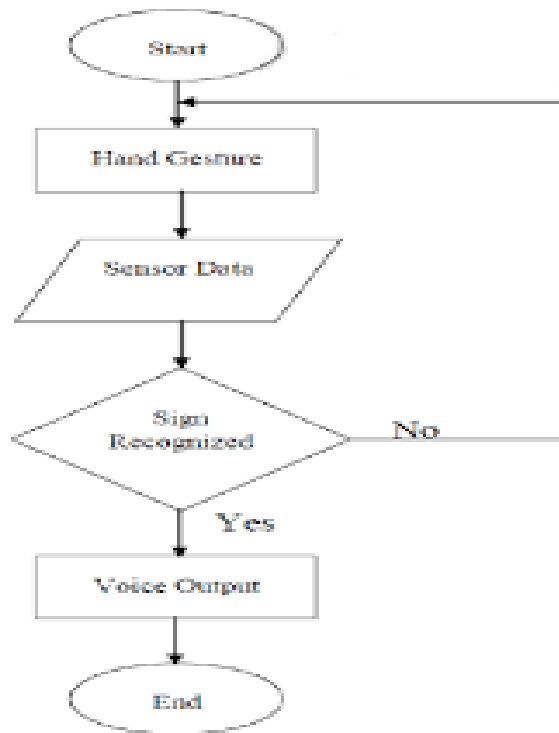 Start
Hand Gesture
Sensor Data
Sign
Recognized
No
Yes
Voice Output
End